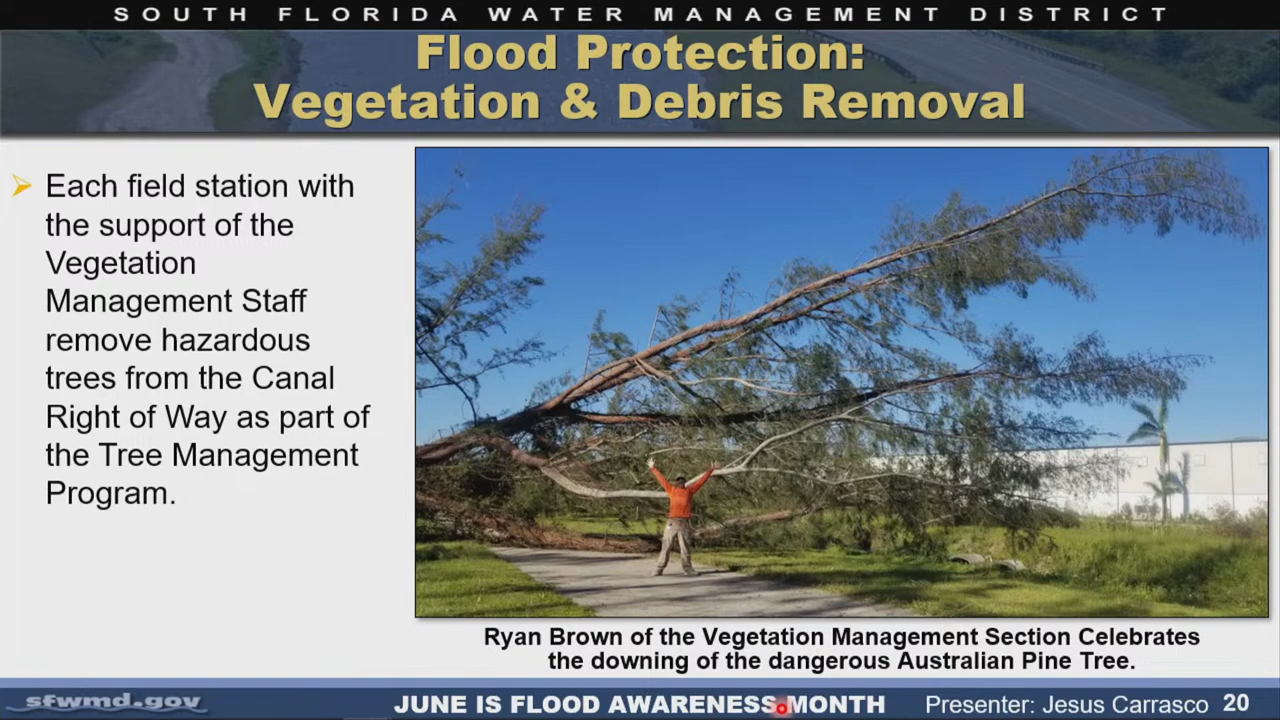 SOUTH FLORIDA WATER MANAGEMENT DISTRICT
Flood Protection:
Vegetation & Debris Removal
Each field station with
the support of the
Vegetation
Management Staff
remove hazardous
trees from the Canal
Right of Way as part of
the Tree Management
Program.
Ryan Brown of the Vegetation Management Section Celebrates
the downing of the dangerous Australian Pine Tree.
sfwmd.gov
JUNE IS FLOOD AWARENESS MONTH
Presenter: Jesus Carrasco 20